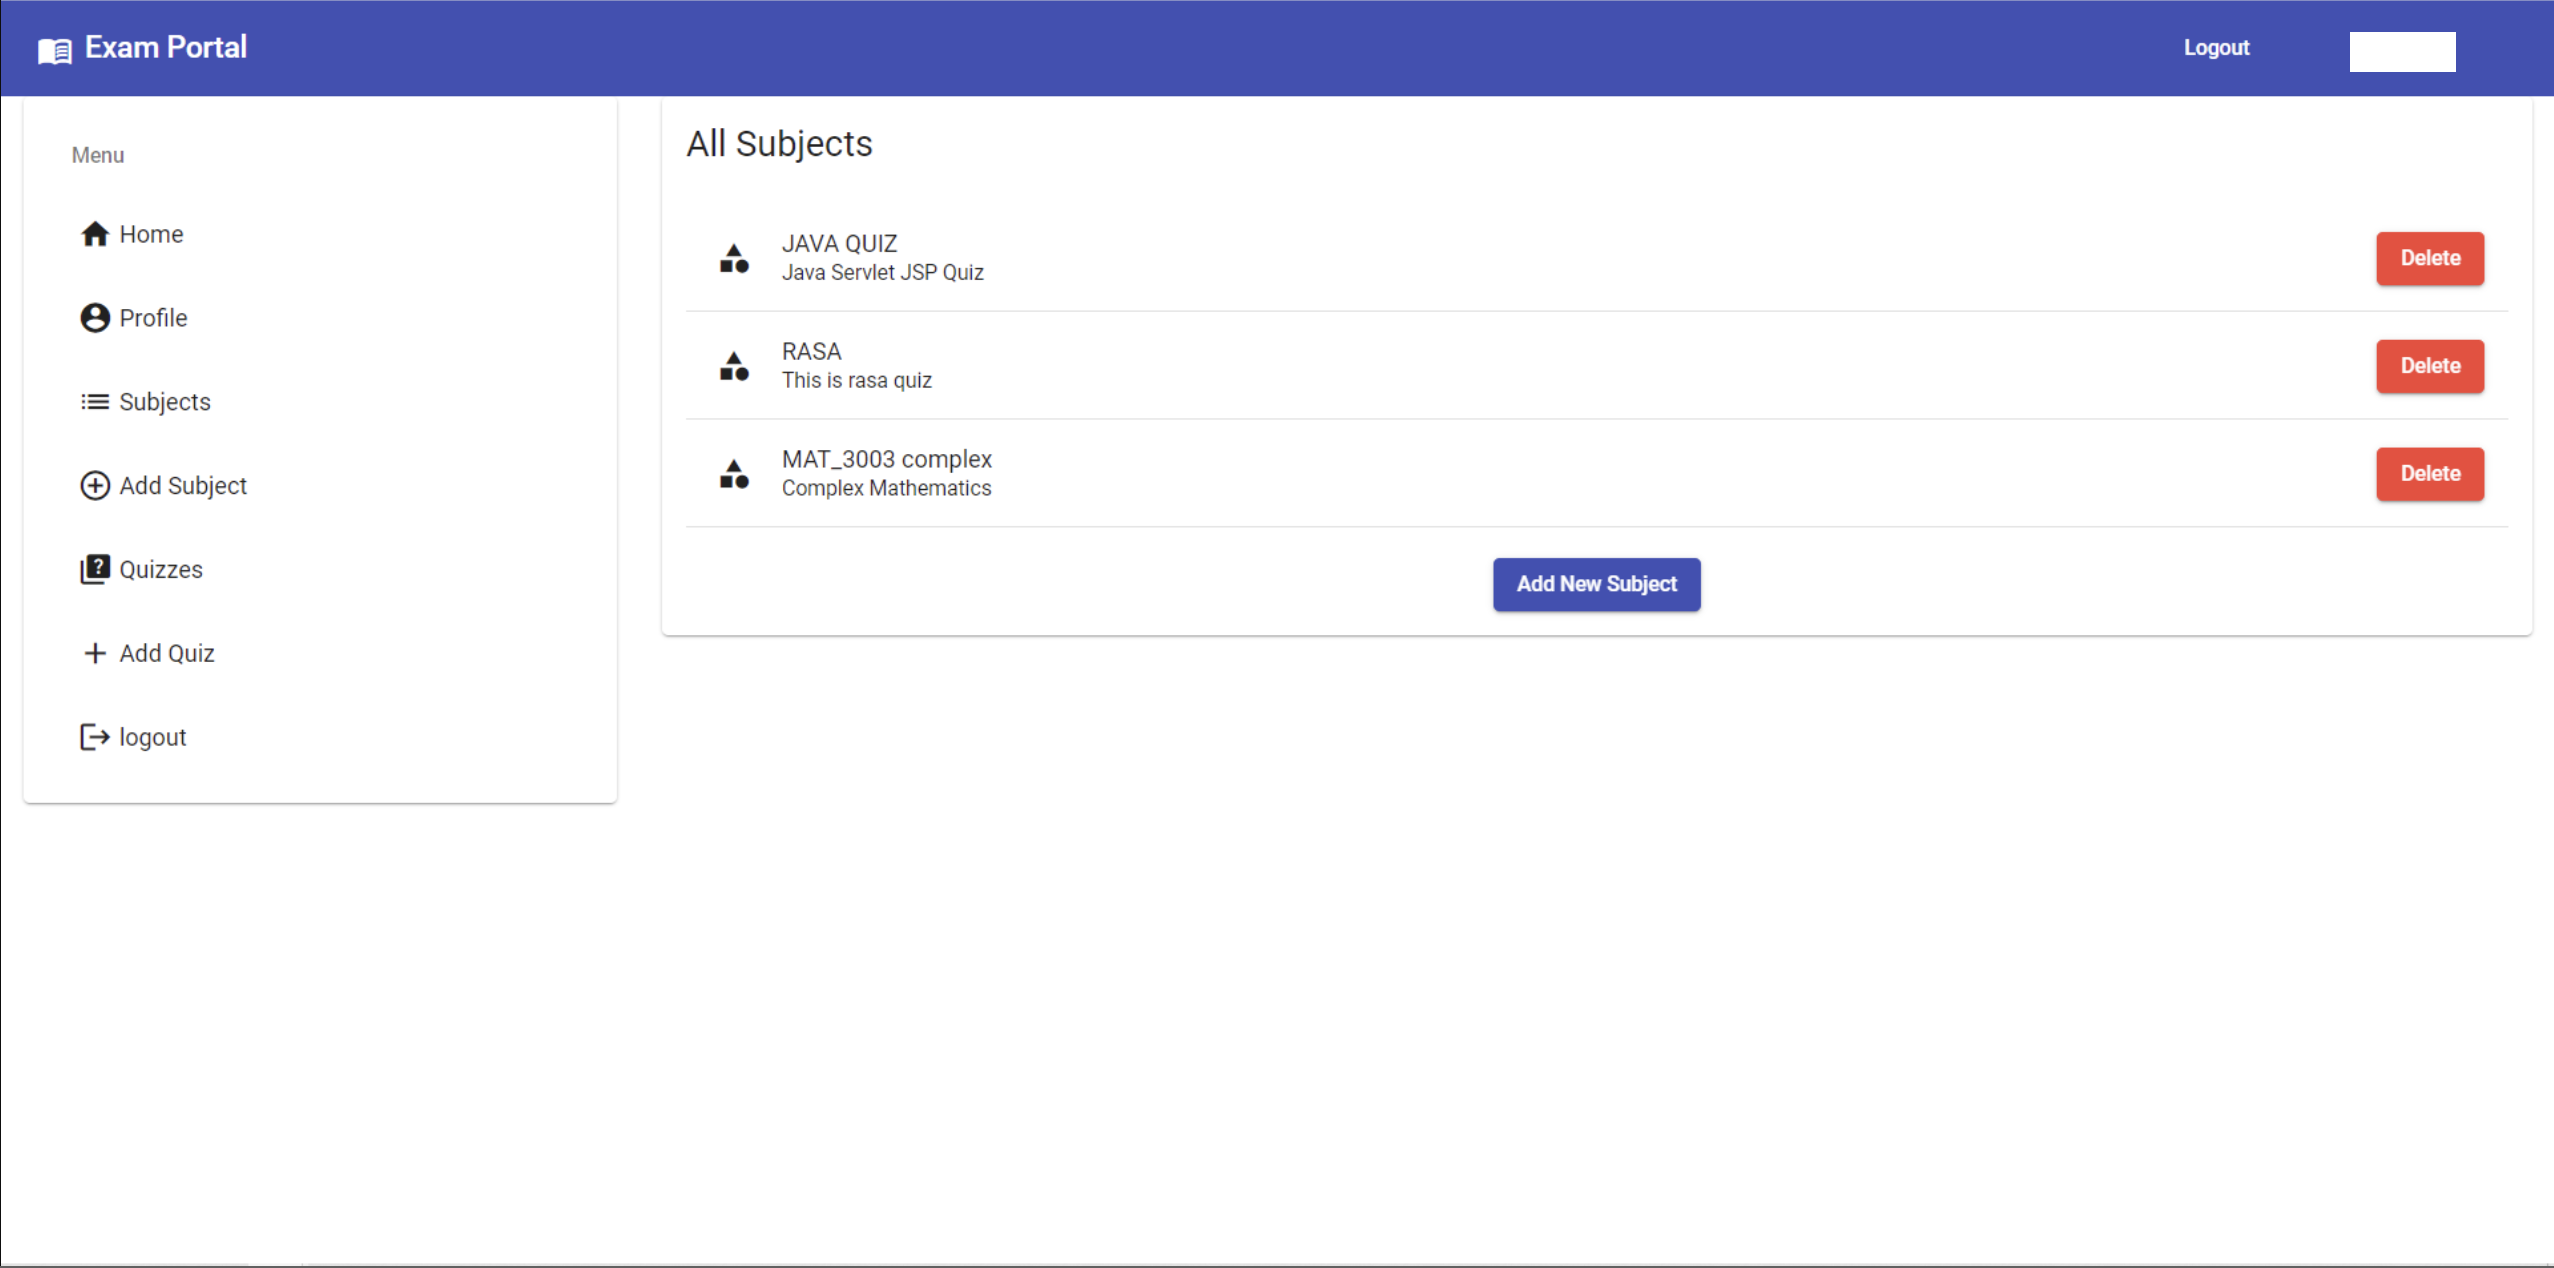 Exam Portal
Logout
Menu
Home
Profile
Subjects
Add Subject
Quizzes
Add Quiz
logout
All Subjects
JAVA QUIZ
Java Servlet JSP Quiz
Delete
RASA
This is rasa quiz
Delete
MAT_3003 complex
Complex Mathematics
Delete
Add New Subject